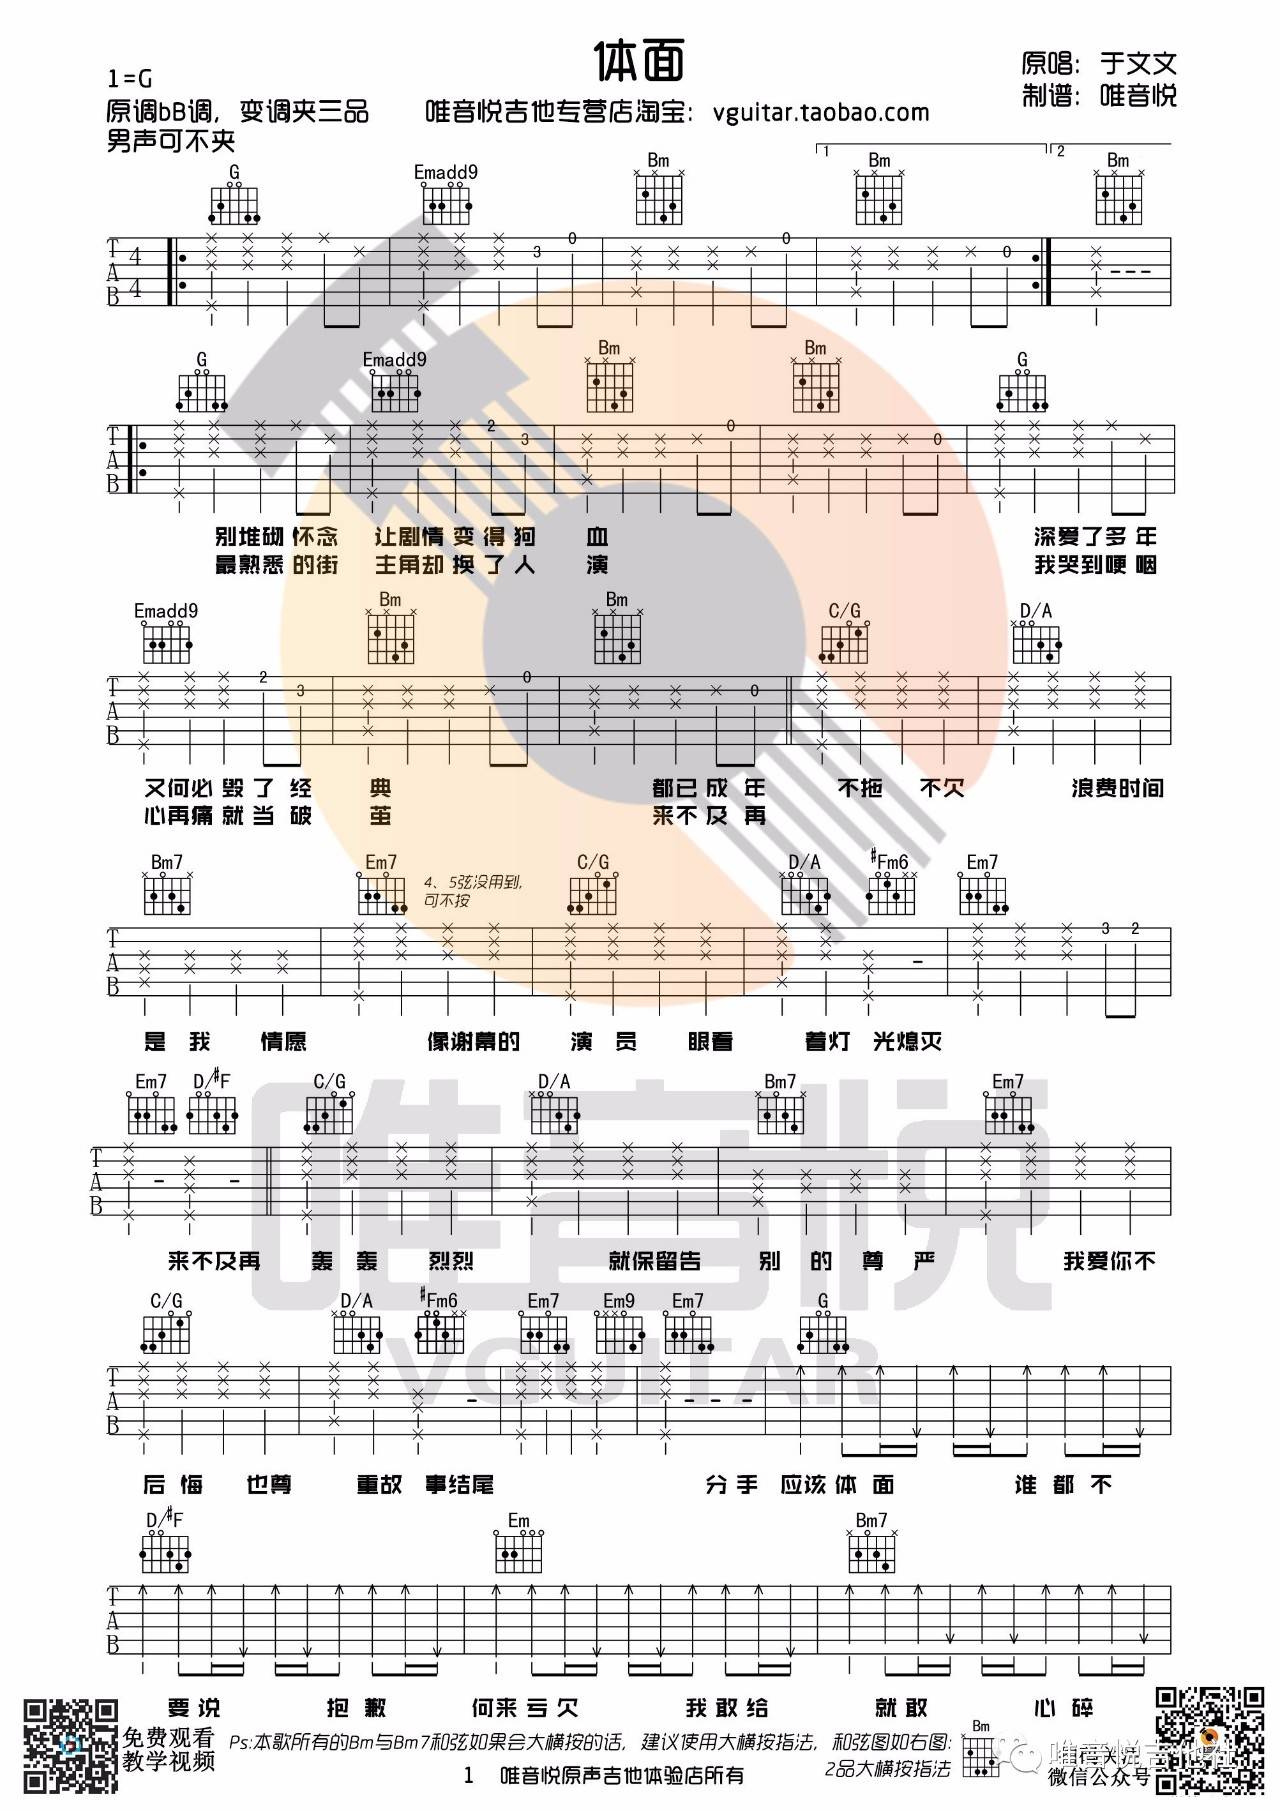 体面
1=G
原唱：于文文
原调bB调，变调夹三品
唯音悦吉他专营店淘宝：vguitar.taobao.com
制谱：唯音悦
男声可不夹
1 2
G Emadd9 Bm Bm Bm
T A B 4 4 3 0 0 0
G Emadd9 Bm Bm G
T A B 2 3 0 0
别堆砌怀念 让剧情变得狗 血 深爱了多年
最熟悉的街 主角却换了人 演 我哭到哽咽
Emadd9 Bm Bm C/G D/A
T A B 2 3 0 0
又何必毁了经 典 都已成年 不拖 不欠 浪费时间
心再痛就当破 茧 来不及再
Bm7 Em7 C/G D/A #Fm6 Em7
4、5弦没用到，
可不按
T A B 3 2
是我 情愿 像谢幕的 演员 眼看 着灯光熄灭
Em7 D/#F C/G D/A Bm7 Em7
T A B
来不及再 轰轰 烈烈 就保留告 别的尊严 我爱你不
唯音悦
VGUITAR
C/G D/A #Fm6 Em7 Em9 Em7 G
T A B
后悔 也尊 重故 事结尾 分手 应该体面 谁都不
D/#F Em Bm7
T A B
要说 抱歉 何来亏欠 我敢给 就敢 心碎
免费观看
教学视频
Ps:本歌所有的Bm与Bm7和弦如果会大横按的话，建议使用大横按指法，和弦图如右图：
2品大横按指法
Bm
唯音悦吉他社
微信公众号
1 唯音悦原声吉他体验店所有